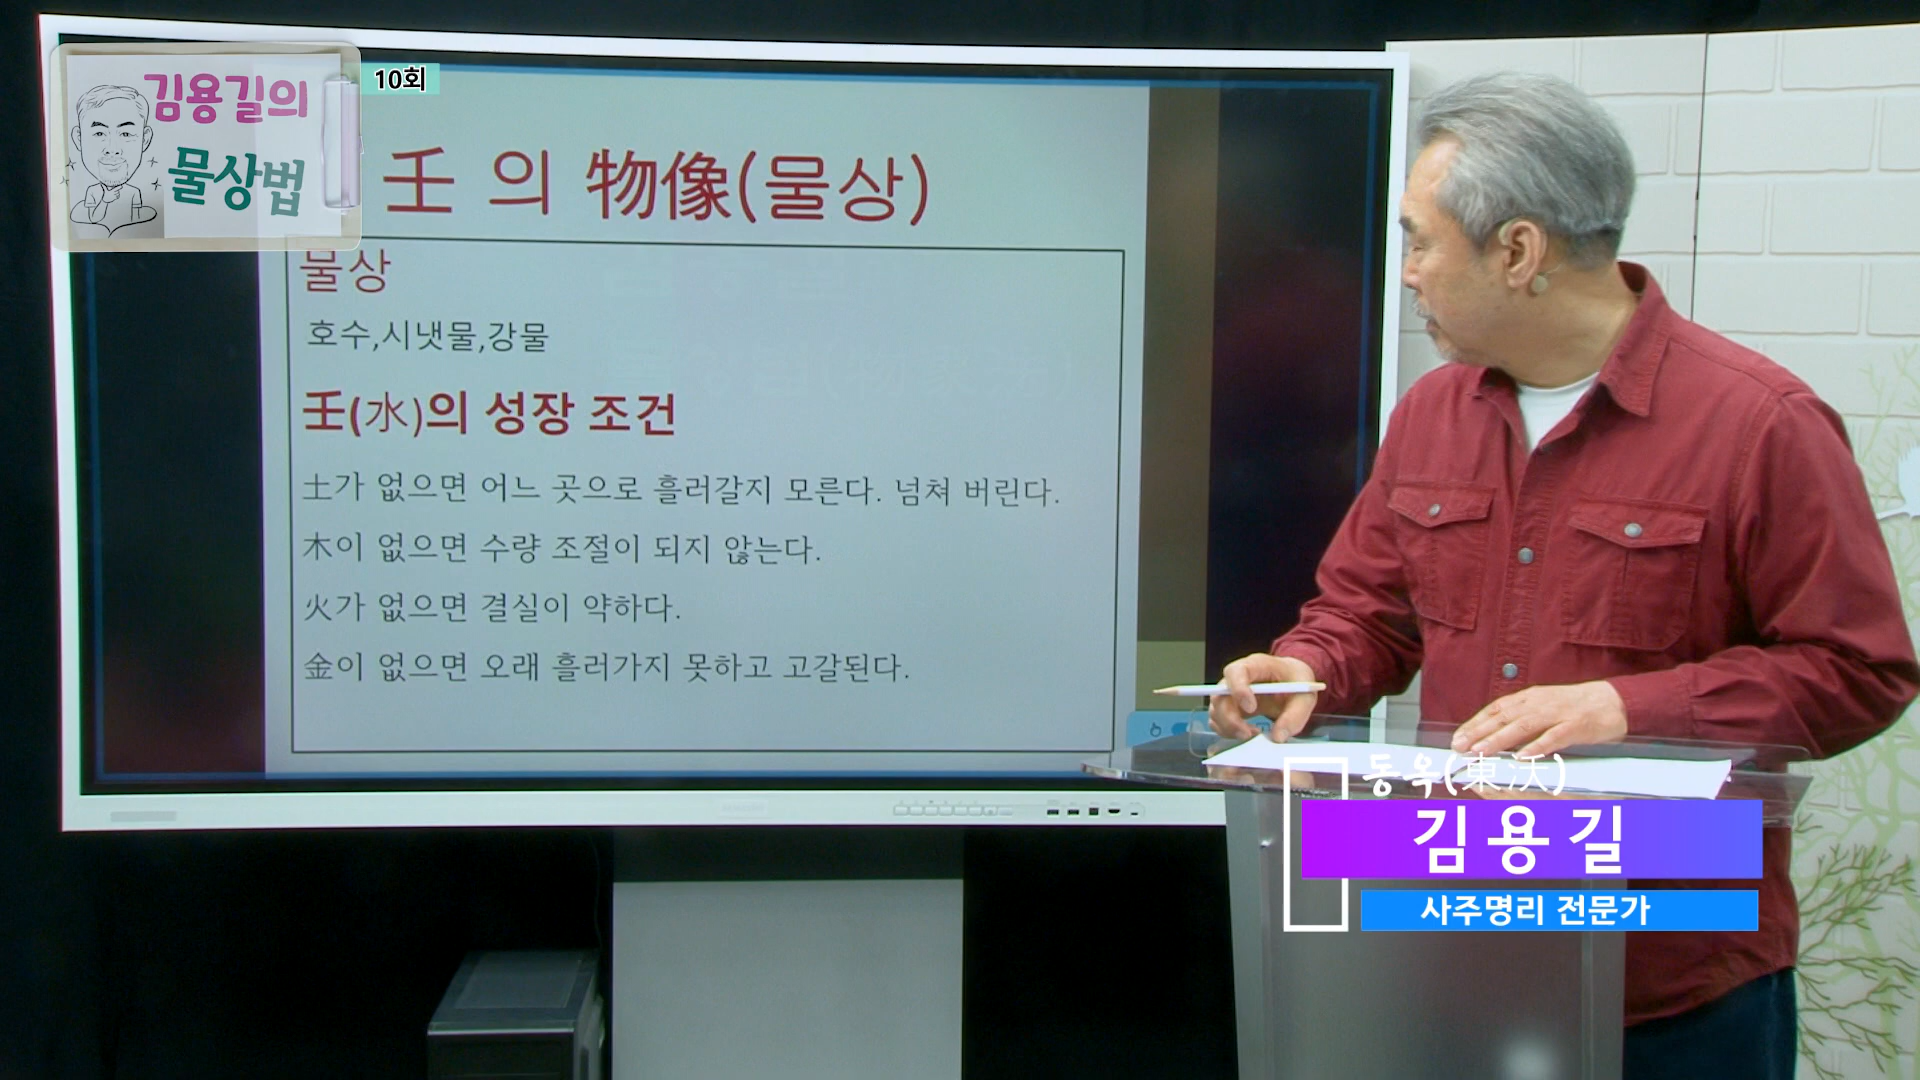 김용길의
물상법
10회
壬 의 物像(물상)
물상
호수,시냇물,강물
壬(水)의 성장 조건
土가 없으면 어느 곳으로 흘러갈지 모른다. 넘쳐 버린다.
木이 없으면 수량 조절이 되지 않는다.
火가 없으면 결실이 약하다.
金이 없으면 오래 흘러가지 못하고 고갈된다.
동옥(東沃)
김용길
사주명리 전문가